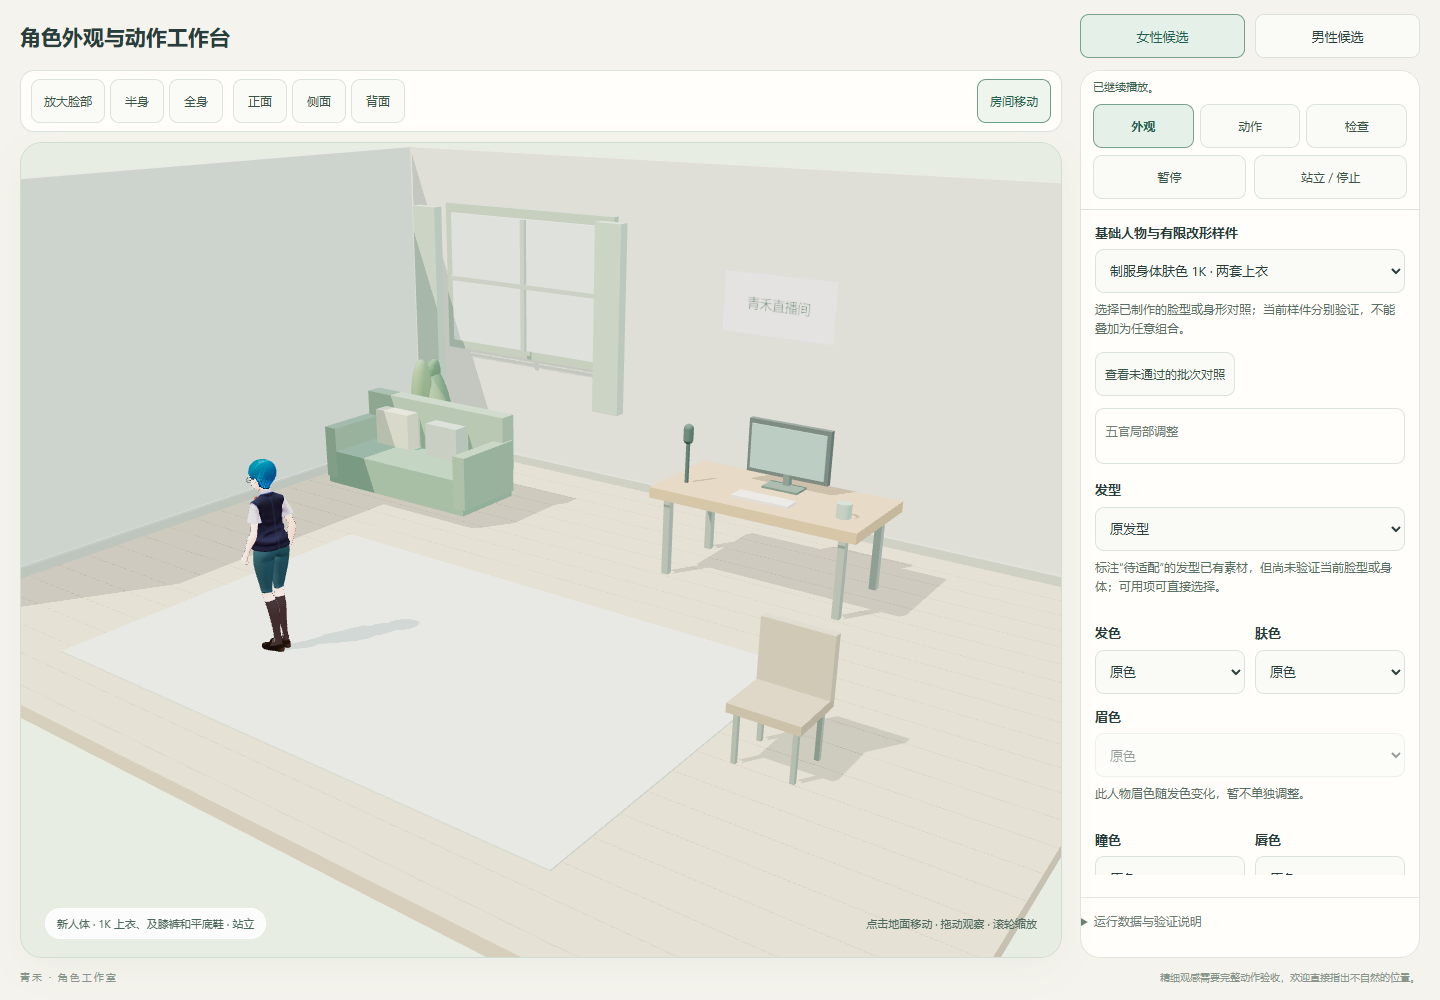 角色外观与动作工作台
女性候选
男性候选
放大脸部
半身
全身
正面
侧面
背面
房间移动
已继续播放。
外观
动作
检查
暂停
站立 / 停止
基础人物与有限改形样件
制服身体肤色 1K · 两套上衣
选择已制作的脸型或身形对照；当前样件分别验证，不能
叠加为任意组合。
查看未通过的批次对照
五官局部调整
发型
原发型
标注“待适配”的发型已有素材，但尚未验证当前脸型或身
体；可用项可直接选择。
发色
肤色
原色
原色
眉色
原色
此人物眉色随发色变化，暂不单独调整。
瞳色
唇色
运行数据与验证说明
青禾直播间
新人体 · 1K 上衣、及膝裤和平底鞋 · 站立
点击地面移动 · 拖动观察 · 滚轮缩放
青禾 · 角色工作室
精细观感需要完整动作验收，欢迎直接指出不自然的位置。